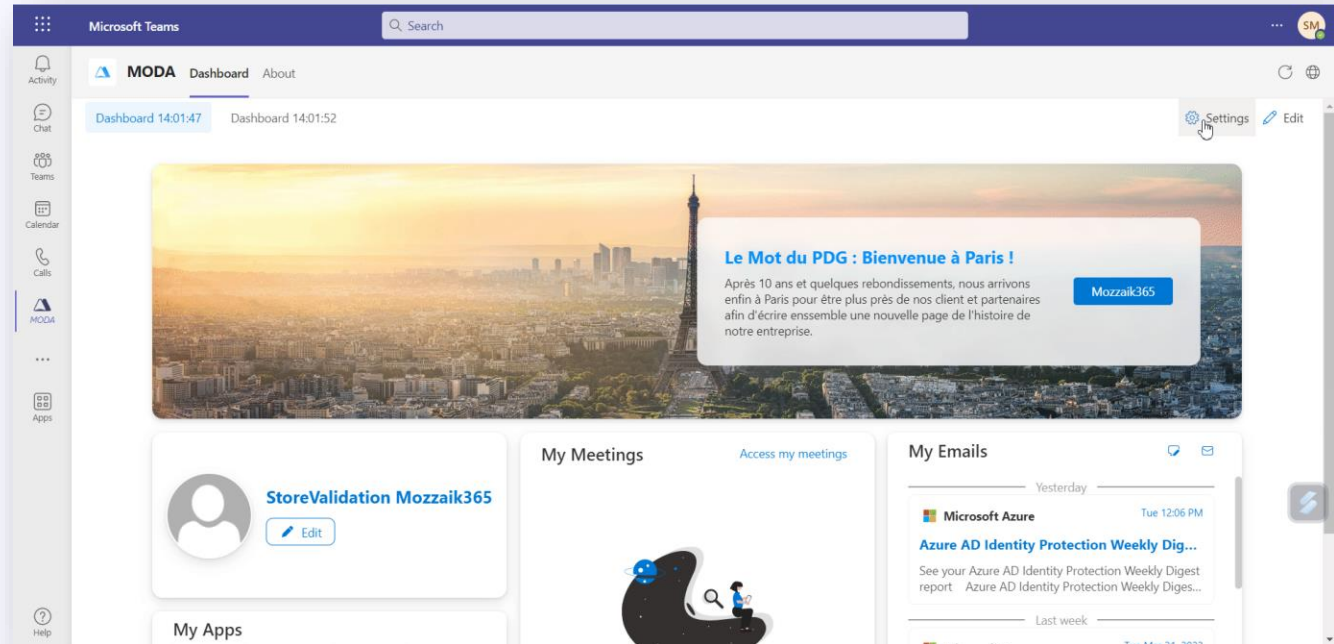 Microsoft Teams
Search
SM
Activity
Chat
Teams
Calendar
Calls
MODA
Apps
Help
MODA Dashboard About
Dashboard 14:01:47 Dashboard 14:01:52
Settings Edit
Le Mot du PDG : Bienvenue à Paris !
Après 10 ans et quelques rebondissements, nous arrivons
enfin à Paris pour être plus près de nos client et partenaires
afin d'écrire enssemble une nouvelle page de l'histoire de
notre entreprise.
Mozzaik365
StoreValidation Mozzaik365
Edit
My Apps
My Meetings Access my meetings
My Emails
Yesterday
Microsoft Azure Tue 12:06 PM
Azure AD Identity Protection Weekly Dig...
See your Azure AD Identity Protection Weekly Digest
report Azure AD Identity Protection Weekly Diges...
Last week